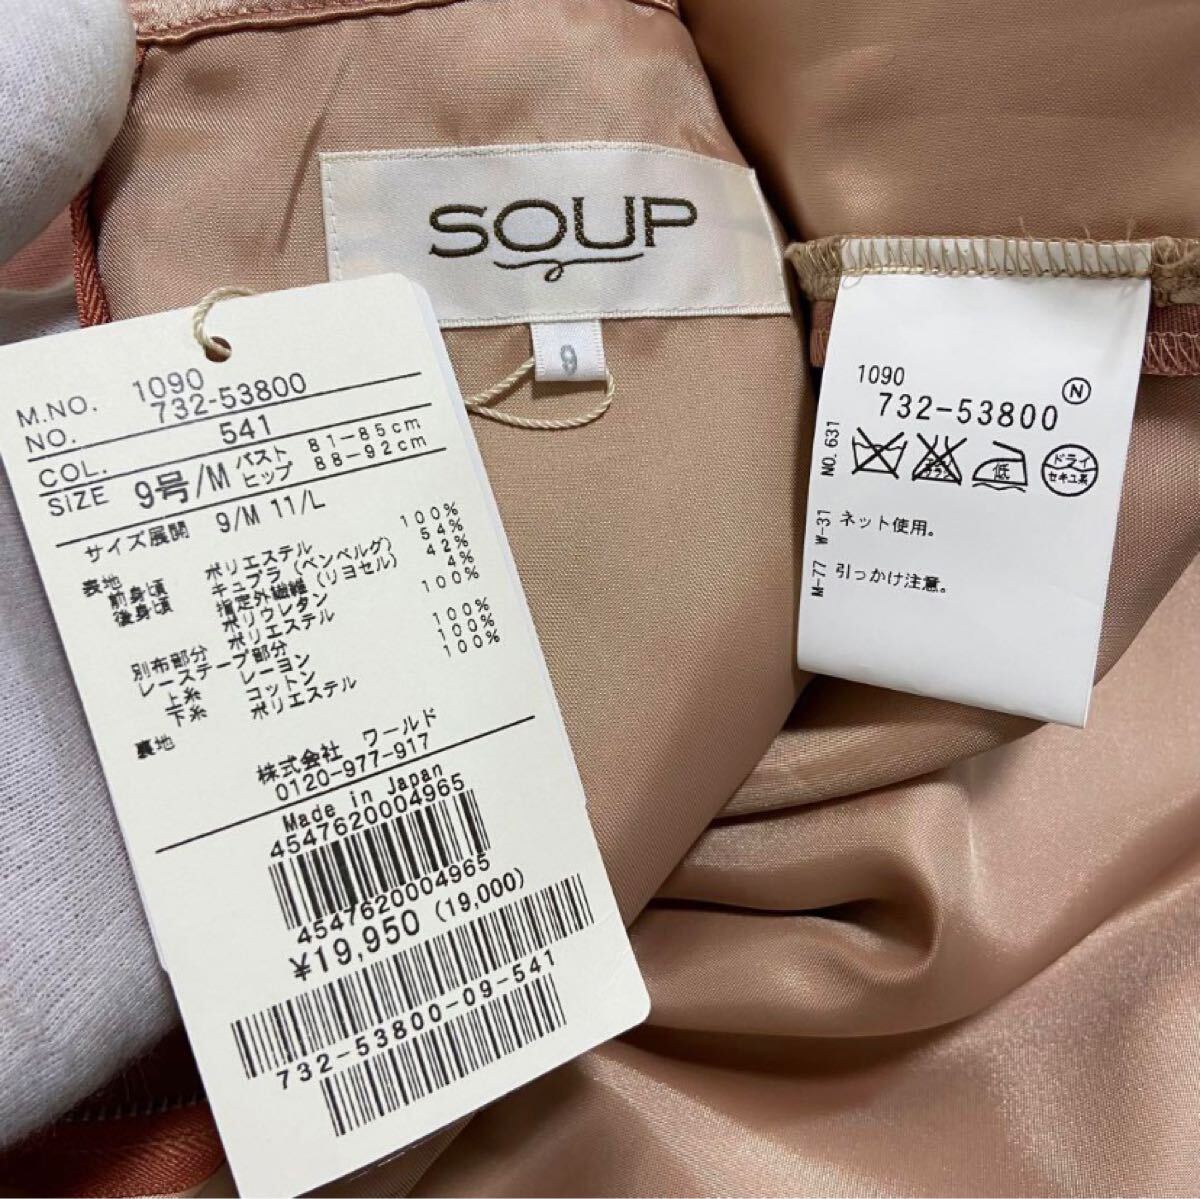 SOUP
9
M.NO. 1090
NO. 732-53800
COL. 541
SIZE 9号/M バスト 81-85cm
ヒップ 88-92cm
サイズ展開 9/M 11/L
表地
前身頃 ポリエステル 100%
後身頃 キュプラ(ベンベルグ) 54%
指定外繊維(リヨセル) 42%
ポリウレタン 4%
別布部分 ポリエステル 100%
レーステープ部分
上糸 レーヨン 100%
下糸 コットン 100%
裏地 ポリエステル 100%
株式会社 ワールド
0120-977-917
Made in Japan
4547620004965
4547620004965
¥19,950 (19,000)
732-53800-09-541
1090
732-53800 N
NO. 631
エンソ サラシ
低
ドライ
セキユ系
W-31 ネット使用。
M-77 引っかけ注意。